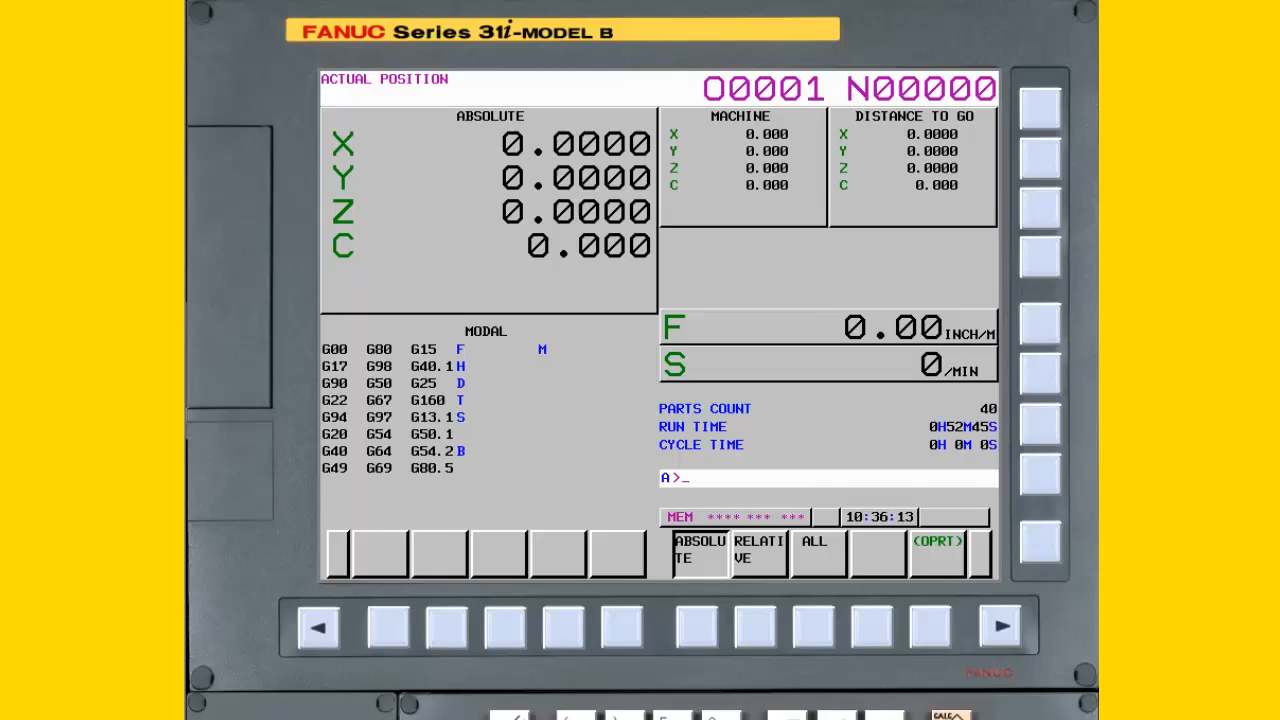 FANUC Series 31i-MODEL B
ACTUAL POSITION
O0001 N00000
ABSOLUTE
X 0.0000
Y 0.0000
Z 0.0000
C 0.000
MACHINE
X 0.000
Y 0.000
Z 0.000
C 0.000
DISTANCE TO GO
X 0.0000
Y 0.0000
Z 0.0000
C 0.000
F 0.00 INCH/M
S 0 /MIN
MODAL
G00 G80 G15 F M
G17 G98 G40.1 H
G90 G50 G25 D
G22 G67 G160 T
G94 G97 G13.1 S
G20 G54 G50.1
G40 G64 G54.2 B
G49 G69 G80.5
PARTS COUNT 40
RUN TIME 0H52M45S
CYCLE TIME 0H 0M 0S
A>_
MEM **** *** *** 10:36:13
ABSOLU
TE
RELATI
VE
ALL
(OPRT)
FANUC
CALC